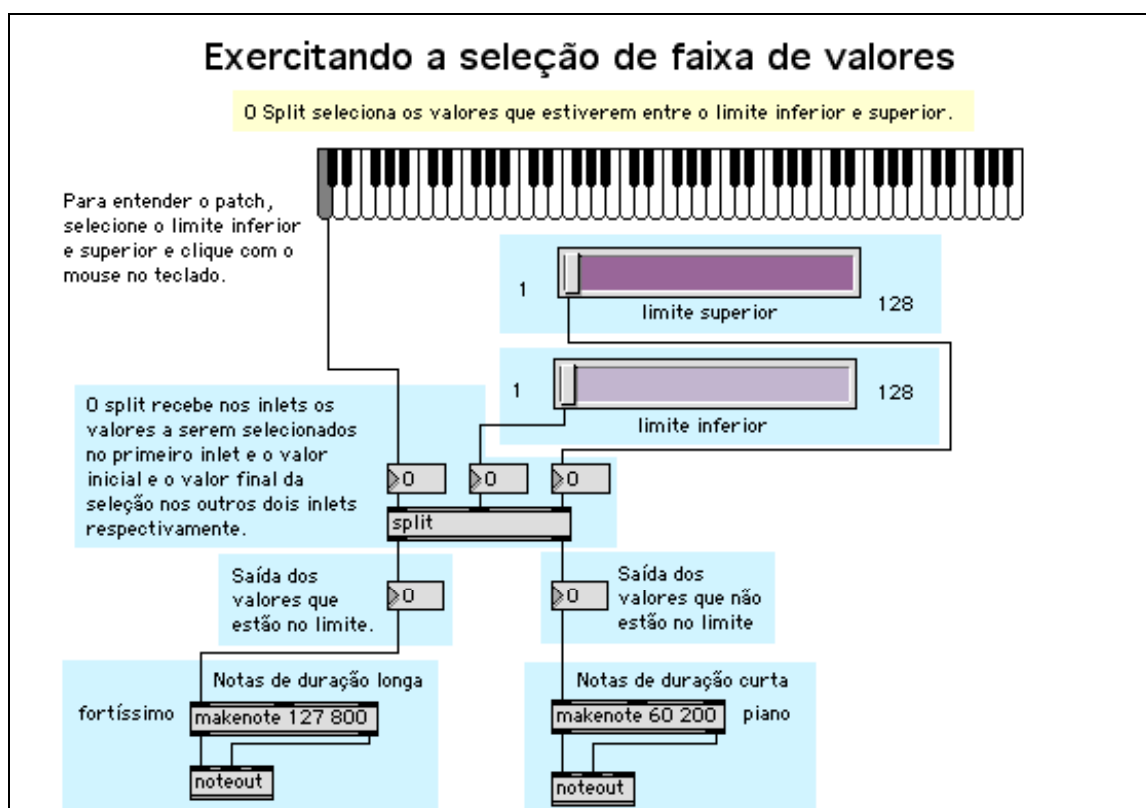 Exercitando a seleção de faixa de valores
O Split seleciona os valores que estiverem entre o limite inferior e superior.
Para entender o patch,
selecione o limite inferior
e superior e clique com o
mouse no teclado.
1
128
limite superior
1
128
limite inferior
O split recebe nos inlets os
valores a serem selecionados
no primeiro inlet e o valor
inicial e o valor final da
seleção nos outros dois inlets
respectivamente.
0
0
0
split
Saída dos
valores que
estão no limite.
0
0
Saída dos
valores que não
estão no limite
Notas de duração longa
fortíssimo
makenote 127 800
noteout
Notas de duração curta
makenote 60 200
piano
noteout